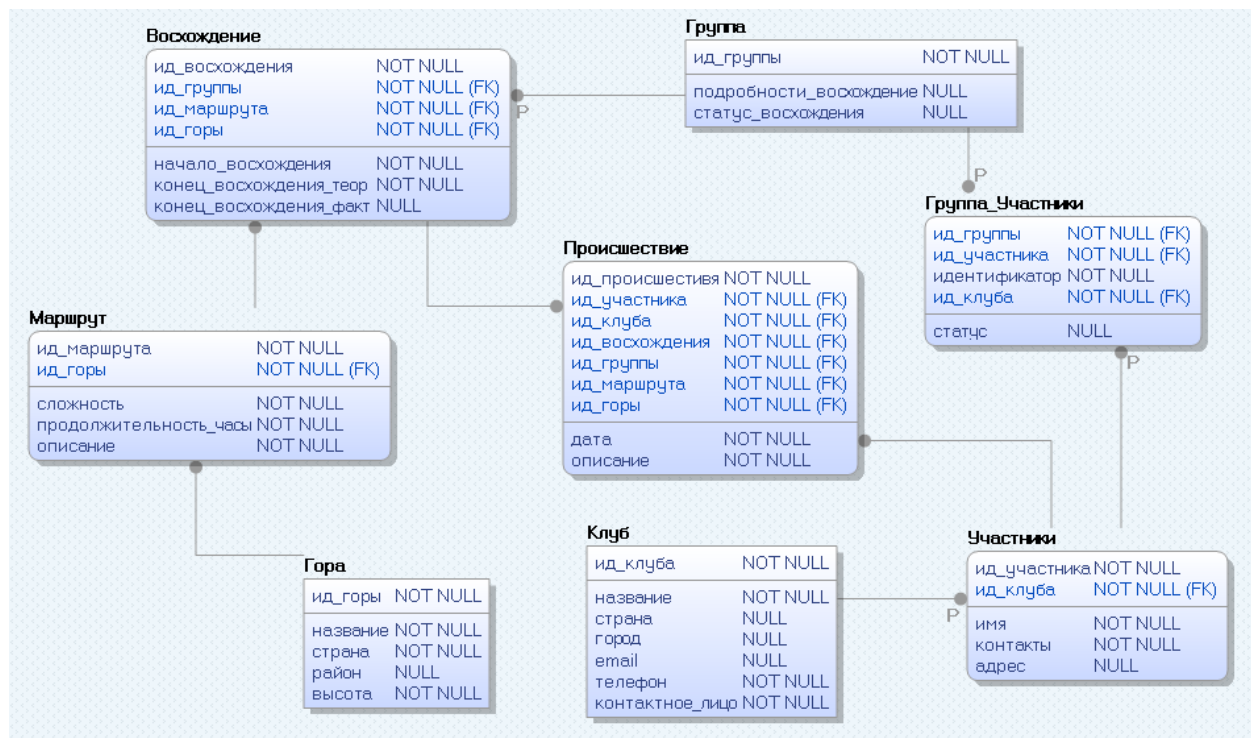 Восхождение
ид_восхождения NOT NULL
ид_группы NOT NULL (FK)
ид_маршрута NOT NULL (FK)
ид_горы NOT NULL (FK)
начало_восхождения NOT NULL
конец_восхождения_теор NOT NULL
конец_восхождения_факт NULL
P
Группа
ид_группы NOT NULL
подробности_восхождение NULL
статус_восхождения NULL
P
Группа_Участники
ид_группы NOT NULL (FK)
ид_участника NOT NULL (FK)
идентификатор NOT NULL
ид_клуба NOT NULL (FK)
статус NULL
P
Происшествие
ид_происшестивя NOT NULL
ид_участника NOT NULL (FK)
ид_клуба NOT NULL (FK)
ид_восхождения NOT NULL (FK)
ид_группы NOT NULL (FK)
ид_маршрута NOT NULL (FK)
ид_горы NOT NULL (FK)
дата NOT NULL
описание NOT NULL
Маршрут
ид_маршрута NOT NULL
ид_горы NOT NULL (FK)
сложность NOT NULL
продолжительность_часы NOT NULL
описание NOT NULL
Гора
ид_горы NOT NULL
название NOT NULL
страна NOT NULL
район NULL
высота NOT NULL
Клуб
ид_клуба NOT NULL
название NOT NULL
страна NULL
город NULL
email NULL
телефон NOT NULL
контактное_лицо NOT NULL
P
Участники
ид_участника NOT NULL
ид_клуба NOT NULL (FK)
имя NOT NULL
контакты NOT NULL
адрес NULL